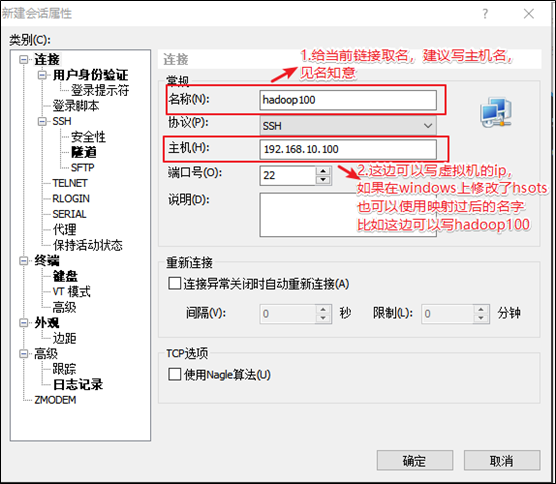 新建会话属性
?
类别(C):
连接
用户身份验证
登录提示符
登录脚本
SSH
安全性
隧道
SFTP
TELNET
RLOGIN
SERIAL
代理
保持活动状态
终端
键盘
VT 模式
高级
外观
边距
高级
跟踪
日志记录
ZMODEM
连接
1.给当前链接取名，建议写主机名，
见名知意
常规
名称(N): hadoop100
协议(P): SSH
主机(H): 192.168.10.100
端口号(O): 22
2.这边可以写虚拟机的ip，
如果在windows上修改了hsots
也可以使用映射过后的名字
比如这边可以写hadoop100
说明(D):
重新连接
连接异常关闭时自动重新连接(A)
间隔(V): 0 秒 限制(L): 0 分钟
TCP选项
使用Nagle算法(U)
确定 取消